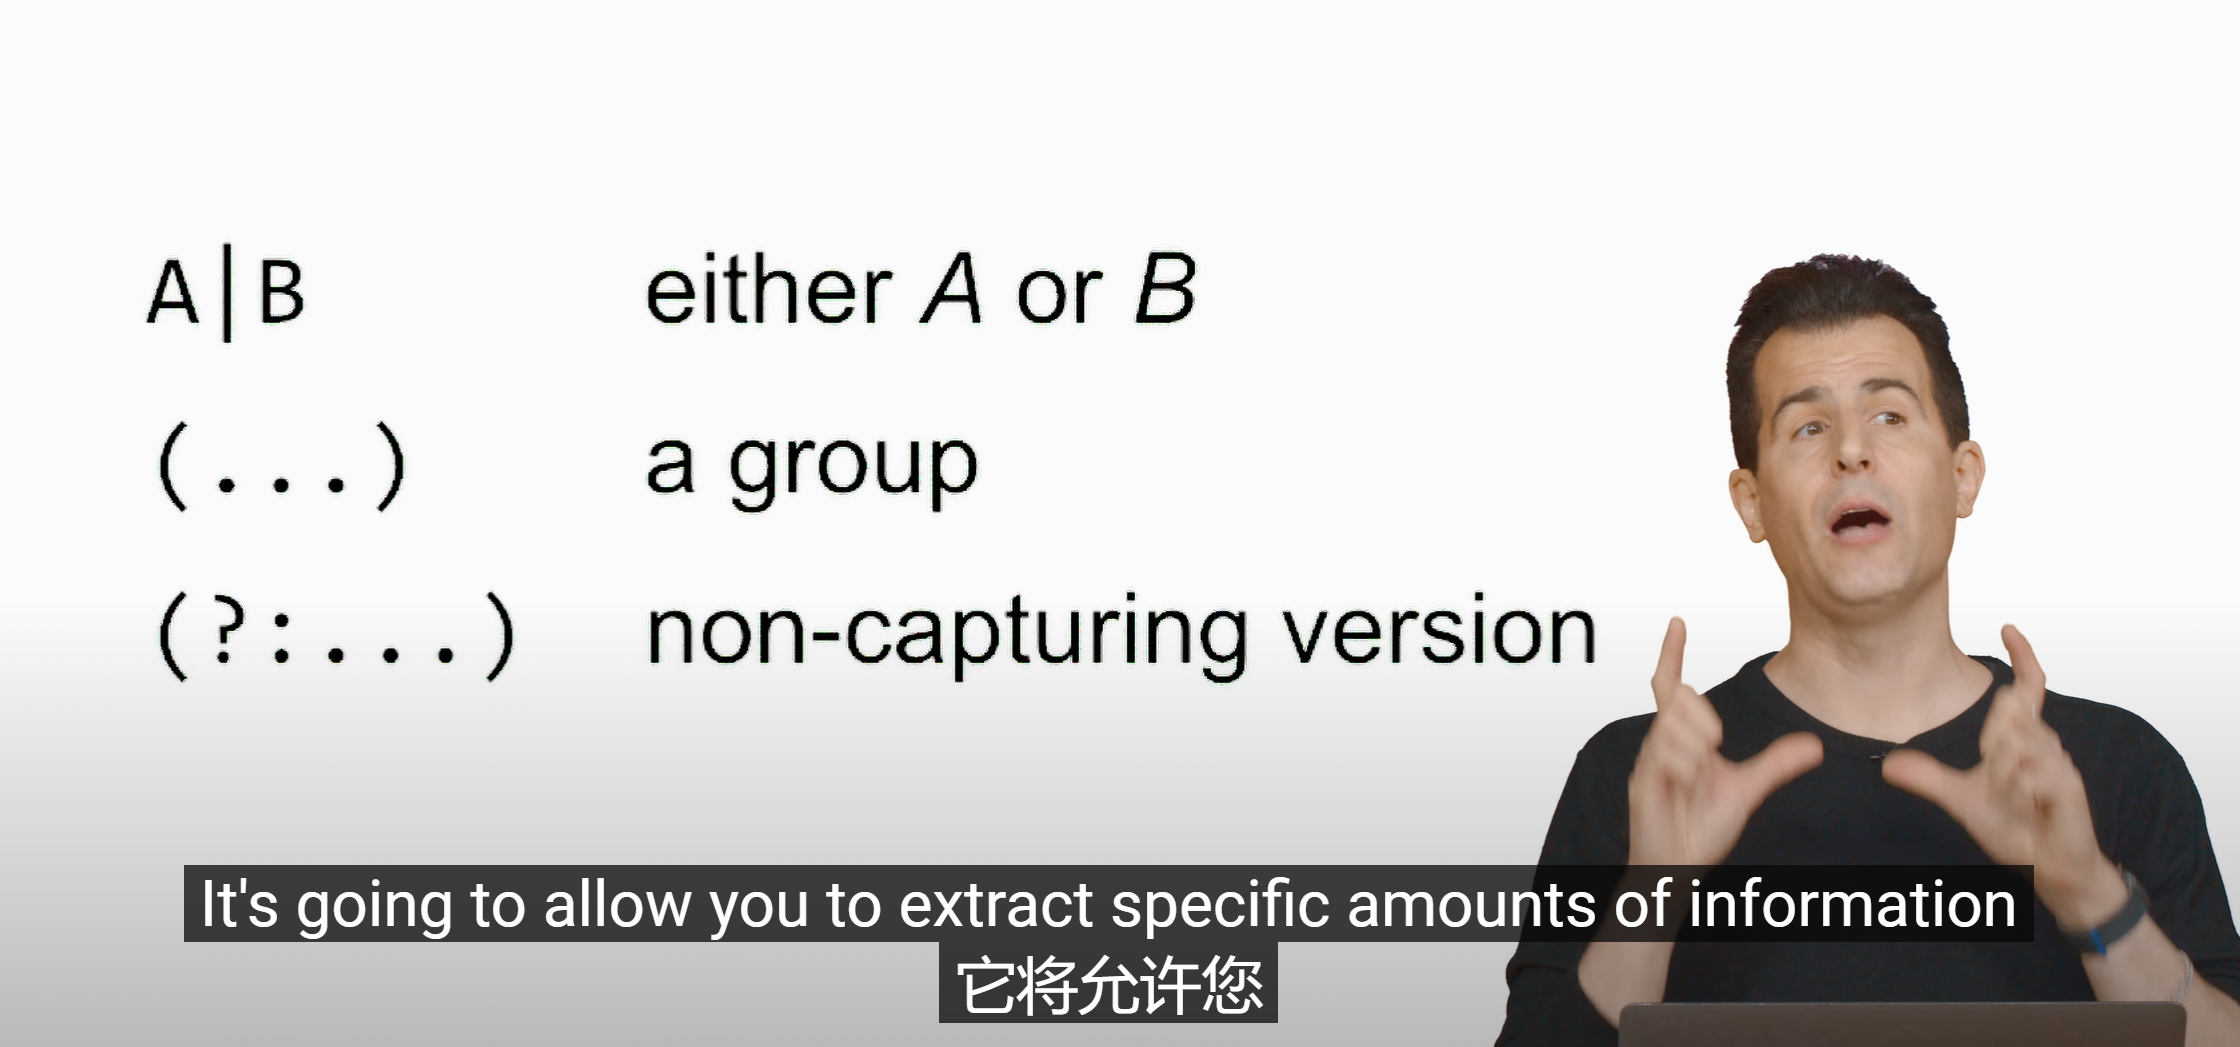 A|B either A or B
(...) a group
(?:...) non-capturing version
It's going to allow you to extract specific amounts of information
它将允许您